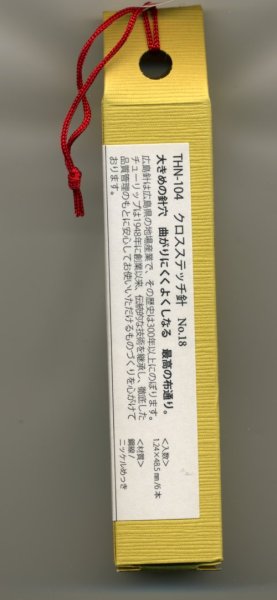 THN-104　クロスステッチ針　No.18
大きめの針穴　曲がりにくくよくしなる　最高の布通り。
広島針は広島県の地場産業で、その歴史は300年以上にのぼります。
チューリップは1948年に創業以来、伝統的な技術を継承し、徹底した
品質管理のもとに安心してお使いいただけるものづくりを心がけて
おります。
＜入数＞
1.24×48.5㎜/6本
＜材質＞
鋼線/
ニッケルめっき